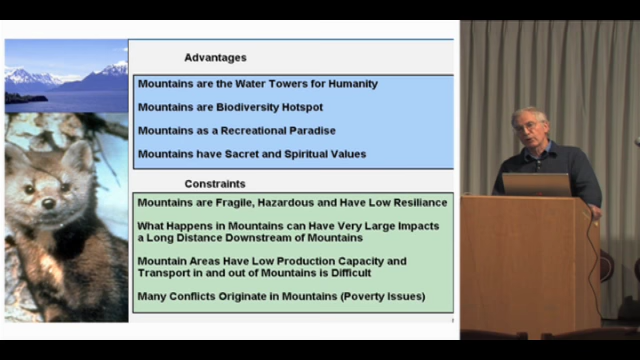 Advantages
Mountains are the Water Towers for Humanity
Mountains are Biodiversity Hotspot
Mountains as a Recreational Paradise
Mountains have Sacret and Spiritual Values
Constraints
Mountains are Fragile, Hazardous and Have Low Resiliance
What Happens in Mountains can Have Very Large Impacts
a Long Distance Downstream of Mountains
Mountain Areas Have Low Production Capacity and
Transport in and out of Mountains is Difficult
Many Conflicts Originate in Mountains (Poverty Issues)